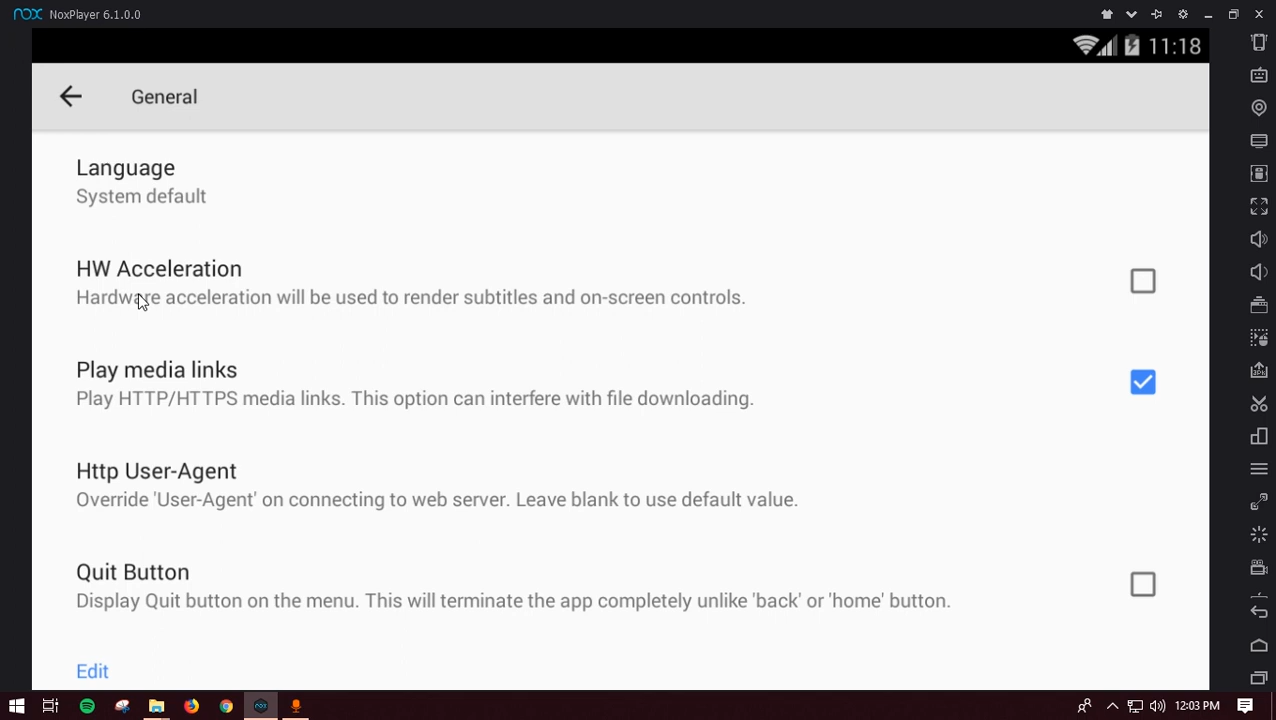 nox NoxPlayer 6.1.0.0
11:18
General
Language
System default
HW Acceleration
Hardware acceleration will be used to render subtitles and on-screen controls.
Play media links
Play HTTP/HTTPS media links. This option can interfere with file downloading.
Http User-Agent
Override 'User-Agent' on connecting to web server. Leave blank to use default value.
Quit Button
Display Quit button on the menu. This will terminate the app completely unlike 'back' or 'home' button.
Edit
12:03 PM